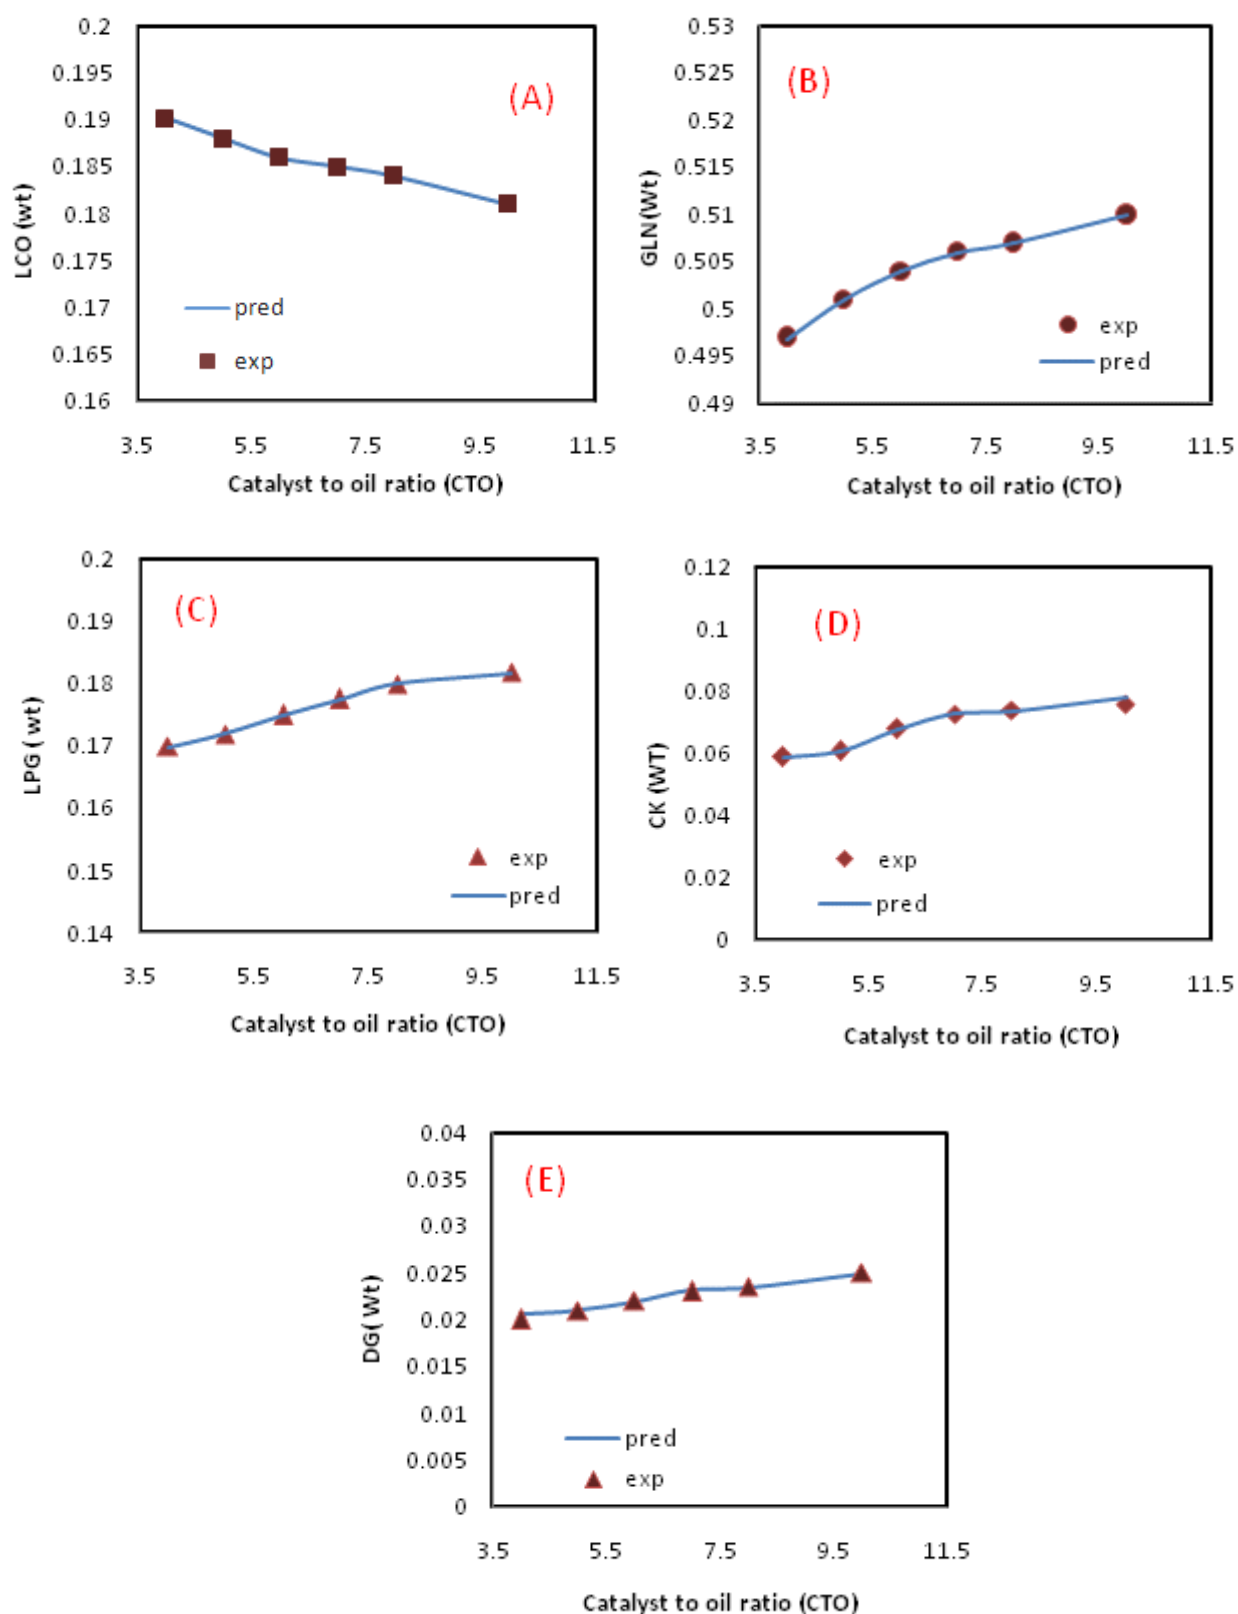 0.2
0.195
0.19
0.185
0.18
0.175
0.17
0.165
0.16
LCO (wt)
(A)
pred
exp
3.5 5.5 7.5 9.5 11.5
Catalyst to oil ratio (CTO)
0.53
0.525
0.52
0.515
0.51
0.505
0.5
0.495
0.49
GLN(Wt)
(B)
exp
pred
3.5 5.5 7.5 9.5 11.5
Catalyst to oil ratio (CTO)
0.2
0.19
0.18
0.17
0.16
0.15
0.14
LPG ( wt)
(C)
exp
pred
3.5 5.5 7.5 9.5 11.5
Catalyst to oil ratio (CTO)
0.12
0.1
0.08
0.06
0.04
0.02
0
CK (WT)
(D)
exp
pred
3.5 5.5 7.5 9.5 11.5
Catalyst to oil ratio (CTO)
0.04
0.035
0.03
0.025
0.02
0.015
0.01
0.005
0
DG( Wt)
(E)
pred
exp
3.5 5.5 7.5 9.5 11.5
Catalyst to oil ratio (CTO)